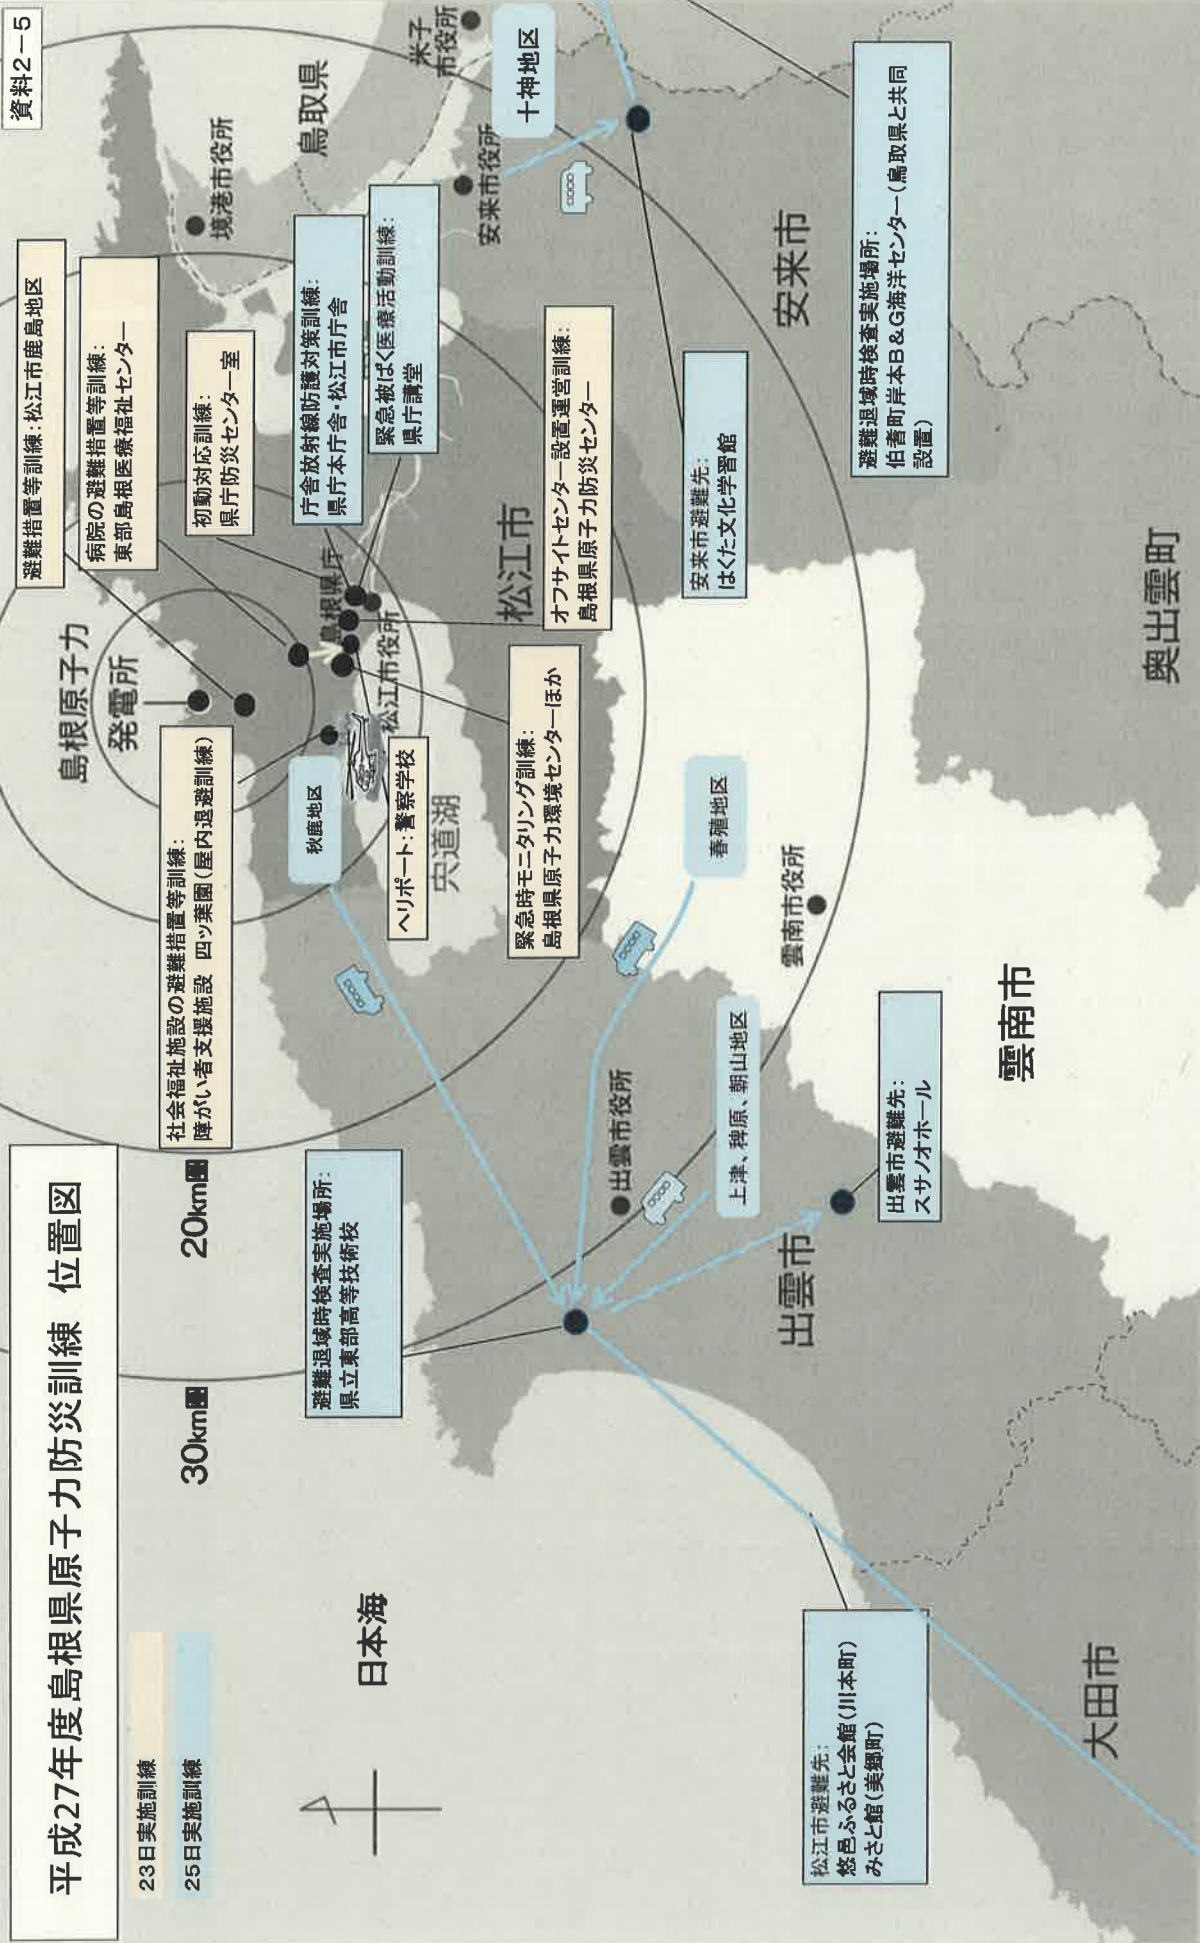 資料2-5
平成27年度島根県原子力防災訓練 位置図
23日実施訓練
25日実施訓練
30km圏
20km圏
日本海
島根原子力
発電所
避難措置等訓練:松江市鹿島地区
病院の避難措置等訓練:
東部島根医療福祉センター
社会福祉施設の避難措置等訓練:
障がい者支援施設 四ツ葉園(屋内退避訓練)
初動対応訓練:
県庁防災センター室
境港市役所
鳥取県
米子
市役所
庁舎放射線防護対策訓練:
県庁本庁舎・松江市庁舎
緊急被ばく医療活動訓練:
県庁講堂
島根県庁
松江市役所
秋鹿地区
ヘリポート:警察学校
宍道湖
避難退域時検査実施場所:
県立東部高等技術校
安来市役所
十神地区
松江市
オフサイトセンター設置運営訓練:
島根県原子力防災センター
緊急時モニタリング訓練:
島根県原子力環境センターほか
出雲市役所
春殖地区
上津、稗原、朝山地区
安来市避難先:
はくた文化学習館
安来市
雲南市役所
出雲市
避難退域時検査実施場所:
伯耆町岸本B&G海洋センター(鳥取県と共同
設置)
出雲市避難先:
スサノオホール
松江市避難先:
悠邑ふるさと会館(川本町)
みさと館(美郷町)
雲南市
大田市
奥出雲町